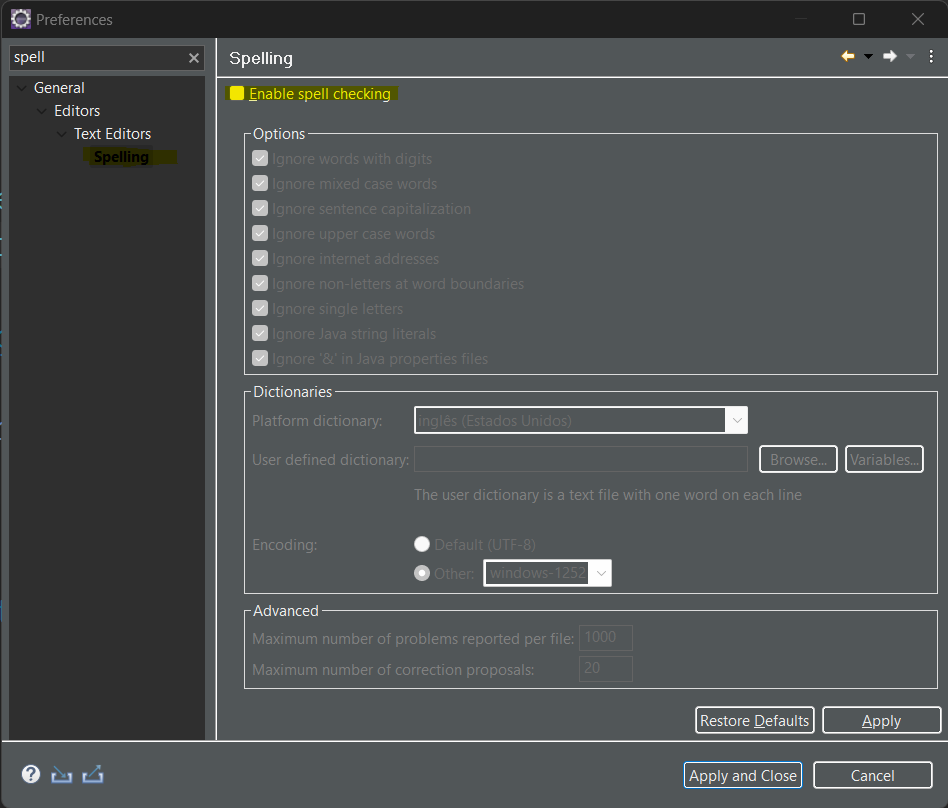 Preferences
spell
General
Editors
Text Editors
Spelling
Spelling
Enable spell checking
Options
Ignore words with digits
Ignore mixed case words
Ignore sentence capitalization
Ignore upper case words
Ignore internet addresses
Ignore non-letters at word boundaries
Ignore single letters
Ignore Java string literals
Ignore '&' in Java properties files
Dictionaries
Platform dictionary: inglês (Estados Unidos)
User defined dictionary: Browse... Variables...
The user dictionary is a text file with one word on each line
Encoding: Default (UTF-8)
Other: windows-1252
Advanced
Maximum number of problems reported per file: 1000
Maximum number of correction proposals: 20
Restore Defaults Apply
Apply and Close Cancel